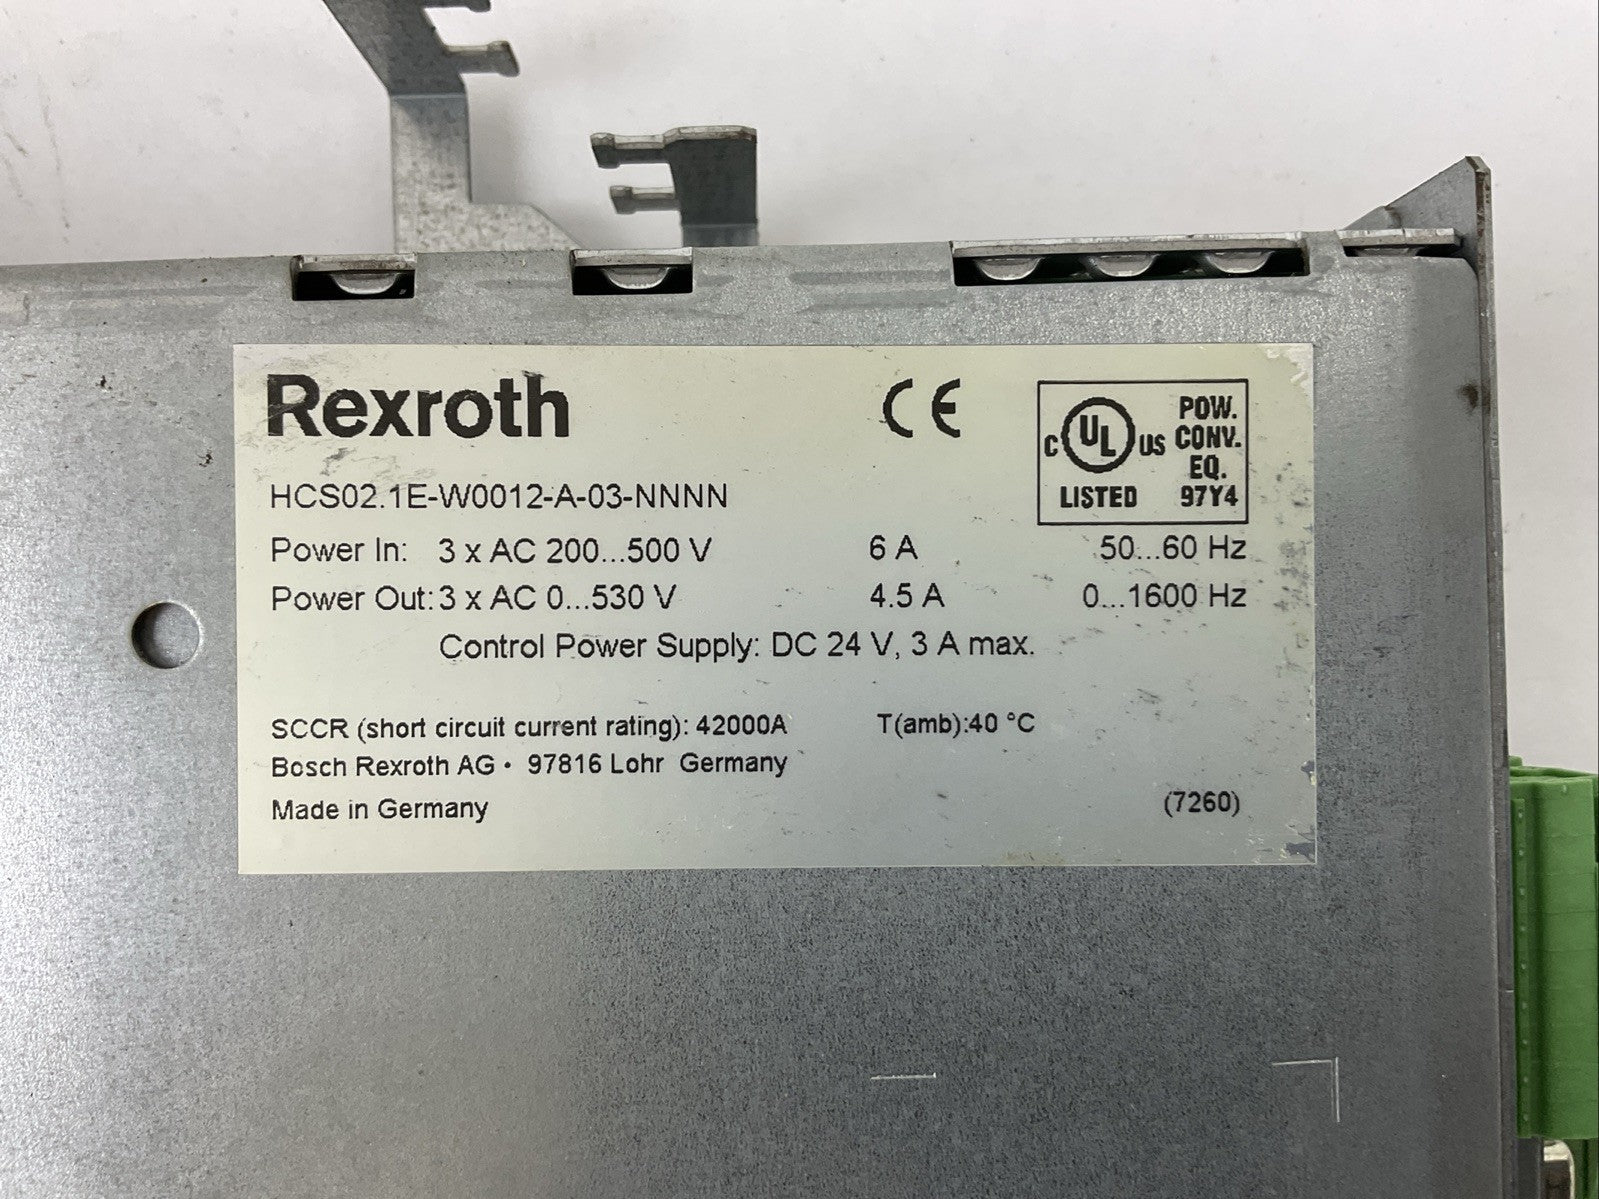 Rexroth
CE
C UL US
LISTED
POW.
CONV.
EQ.
97Y4
HCS02.1E-W0012-A-03-NNNN
Power In: 3 x AC 200...500 V 6 A 50...60 Hz
Power Out: 3 x AC 0...530 V 4.5 A 0...1600 Hz
Control Power Supply: DC 24 V, 3 A max.
SCCR (short circuit current rating): 42000A T(amb):40 °C
Bosch Rexroth AG • 97816 Lohr Germany
Made in Germany (7260)